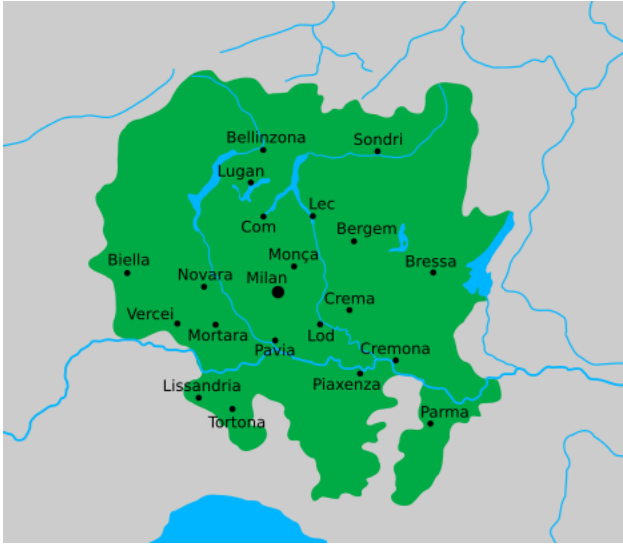 Bellinzona
Sondri
Lugan
Lec
Com
Bergem
Monça
Biella
Bressa
Novara
Milan
Crema
Vercei
Mortara
Lod
Pavia
Cremona
Piaxenza
Lissandria
Parma
Tortona